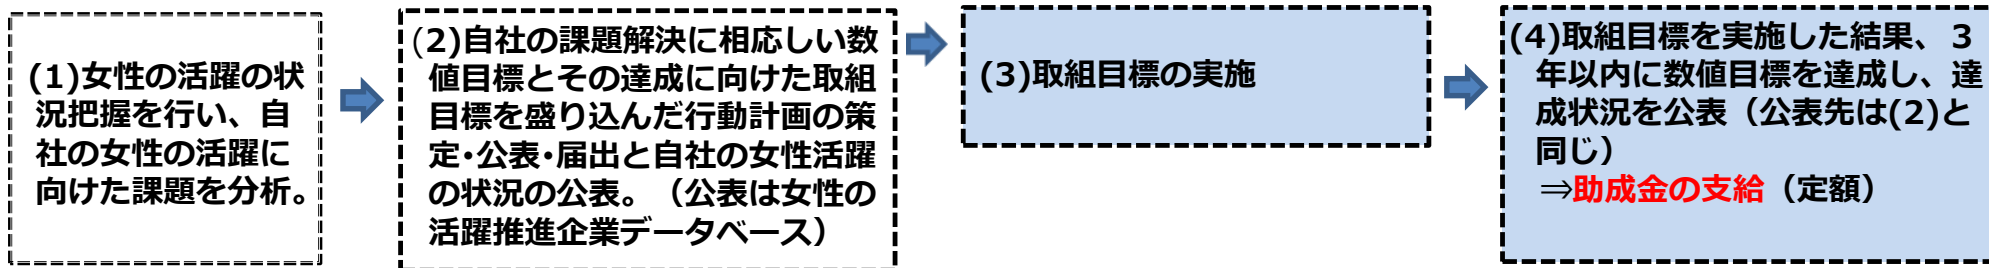 (1)女性の活躍の状
況把握を行い、自
社の女性の活躍に
向けた課題を分析。
(2)自社の課題解決に相応しい数
値目標とその達成に向けた取組
目標を盛り込んだ行動計画の策
定・公表・届出と自社の女性活躍
の状況の公表。（公表は女性の
活躍推進企業データベース）
(3)取組目標の実施
(4)取組目標を実施した結果、３
年以内に数値目標を達成し、達
成状況を公表（公表先は(2)と
同じ）
⇒助成金の支給（定額）